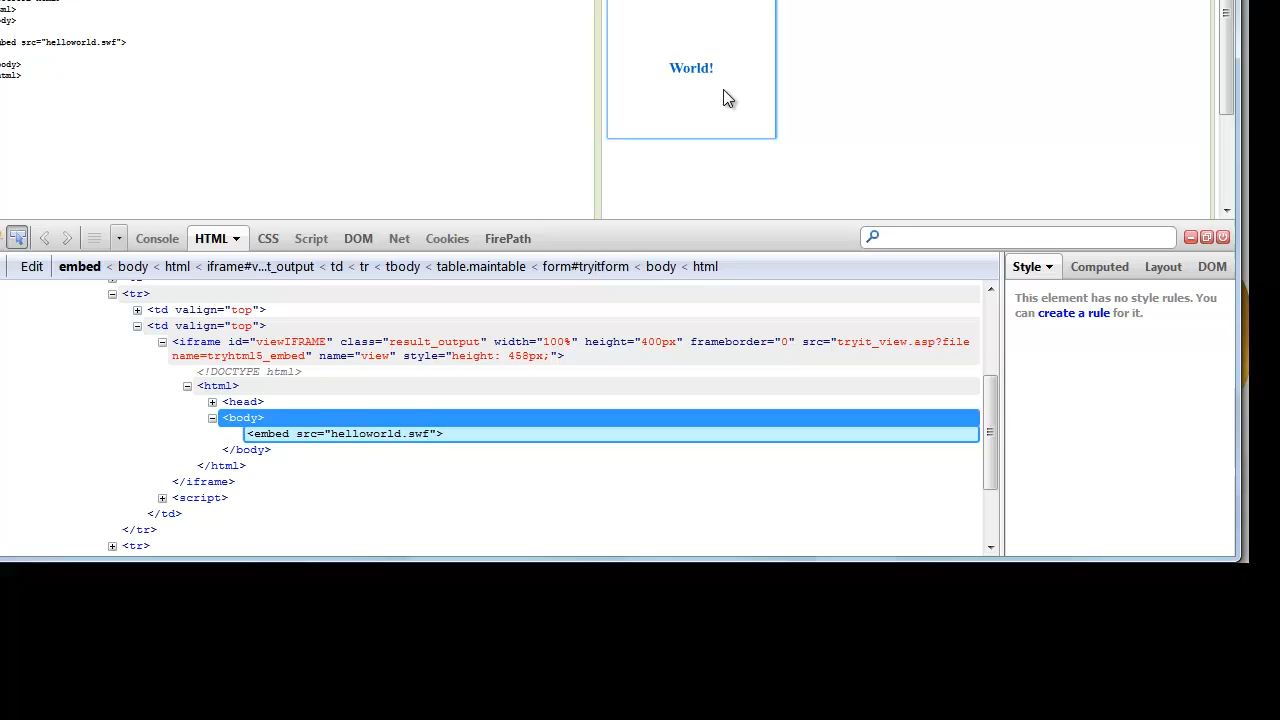 ml>
ody>
bed src="helloworld.swf">
ody>
tml>
World!
Console HTML CSS Script DOM Net Cookies FirePath
Edit embed < body < html < iframe#v...t_output < td < tr < tbody < table.maintable < form#tryitform < body < html
Style Computed Layout DOM
<tr>
<td valign="top">
<td valign="top">
<iframe id="viewIFRAME" class="result_output" width="100%" height="400px" frameborder="0" src="tryit_view.asp?file
name=tryhtml5_embed" name="view" style="height: 458px;">
<!DOCTYPE html>
<html>
<head>
<body>
<embed src="helloworld.swf">
</body>
</html>
</iframe>
<script>
</td>
</tr>
<tr>
This element has no style rules. You
can create a rule for it.